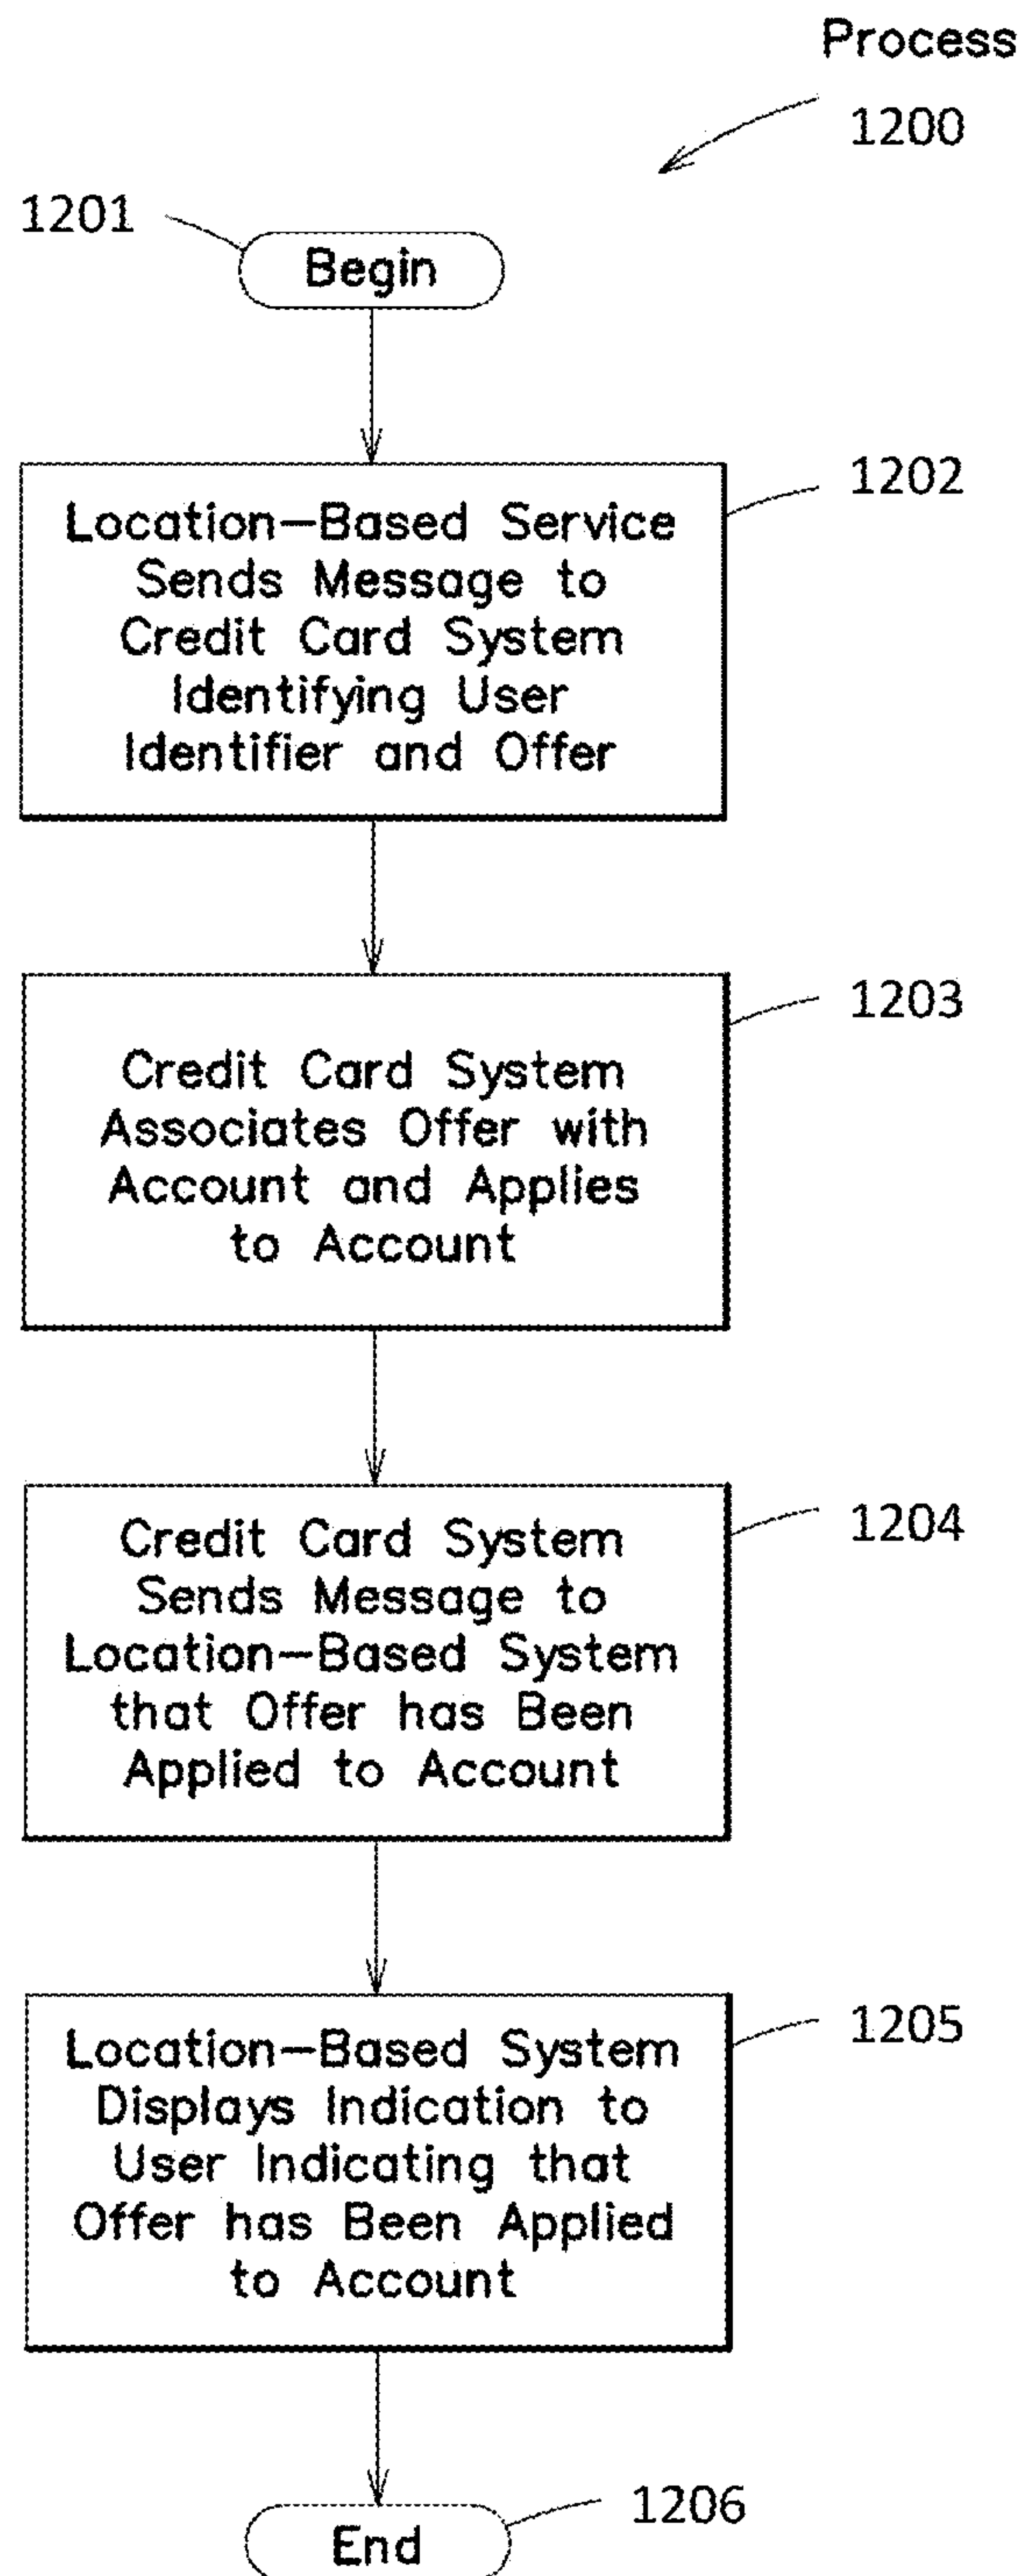 Process
1200
1201
Begin
1202
Location-Based Service
Sends Message to
Credit Card System
Identifying User
Identifier and Offer
1203
Credit Card System
Associates Offer with
Account and Applies
to Account
1204
Credit Card System
Sends Message to
Location-Based System
that Offer has Been
Applied to Account
1205
Location-Based System
Displays Indication to
User Indicating that
Offer has Been Applied
to Account
1206
End